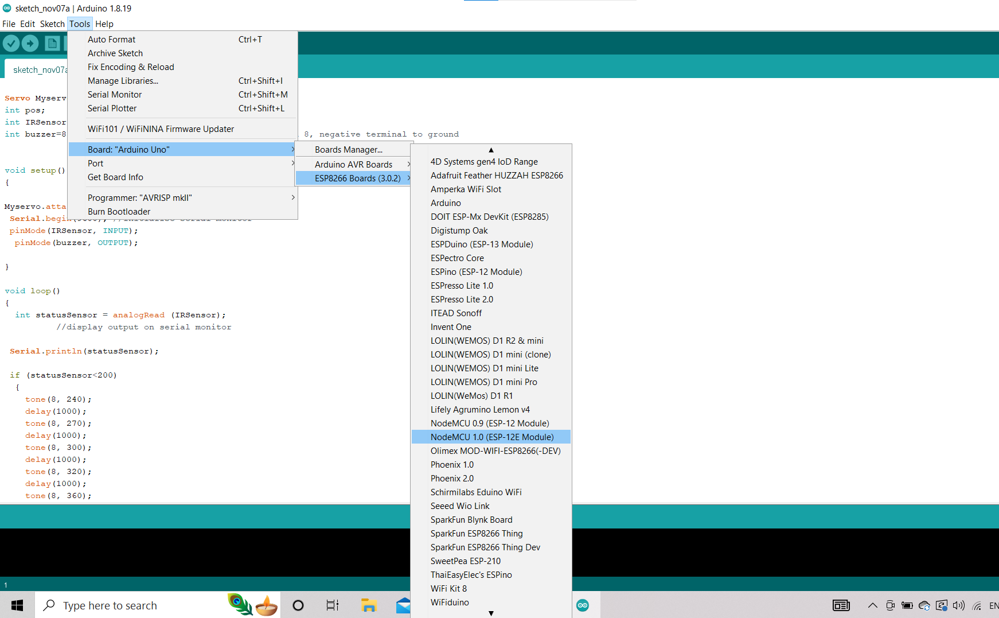 sketch_nov07a | Arduino 1.8.19
File Edit Sketch Tools Help
sketch_nov07a
Auto Format Ctrl+T
Archive Sketch
Fix Encoding & Reload
Manage Libraries... Ctrl+Shift+I
Serial Monitor Ctrl+Shift+M
Serial Plotter Ctrl+Shift+L
WiFi101 / WiFiNINA Firmware Updater
Board: "Arduino Uno"
Port
Get Board Info
Programmer: "AVRISP mkII"
Burn Bootloader
Boards Manager...
Arduino AVR Boards
ESP8266 Boards (3.0.2)
4D Systems gen4 IoD Range
Adafruit Feather HUZZAH ESP8266
Amperka WiFi Slot
Arduino
DOIT ESP-Mx DevKit (ESP8285)
Digistump Oak
ESPDuino (ESP-13 Module)
ESPectro Core
ESPino (ESP-12 Module)
ESPresso Lite 1.0
ESPresso Lite 2.0
ITEAD Sonoff
Invent One
LOLIN(WEMOS) D1 R2 & mini
LOLIN(WEMOS) D1 mini (clone)
LOLIN(WEMOS) D1 mini Lite
LOLIN(WEMOS) D1 mini Pro
LOLIN(WeMos) D1 R1
Lifely Agrumino Lemon v4
NodeMCU 0.9 (ESP-12 Module)
NodeMCU 1.0 (ESP-12E Module)
Olimex MOD-WIFI-ESP8266(-DEV)
Phoenix 1.0
Phoenix 2.0
Schirmilabs Eduino WiFi
Seeed Wio Link
SparkFun Blynk Board
SparkFun ESP8266 Thing
SparkFun ESP8266 Thing Dev
SweetPea ESP-210
ThaiEasyElec's ESPino
WiFi Kit 8
WiFiduino
Servo Myserv
int pos;
int IRSensor
int buzzer=8 8, negative terminal to ground
void setup()
{
Myservo.atta
Serial.begin(9600); //initialise serial monitor
pinMode(IRSensor, INPUT);
pinMode(buzzer, OUTPUT);
}
void loop()
{
int statusSensor = analogRead (IRSensor);
//display output on serial monitor
Serial.println(statusSensor);
if (statusSensor<200)
{
tone(8, 240);
delay(1000);
tone(8, 270);
delay(1000);
tone(8, 300);
delay(1000);
tone(8, 320);
delay(1000);
tone(8, 360);
1
Type here to search
EN